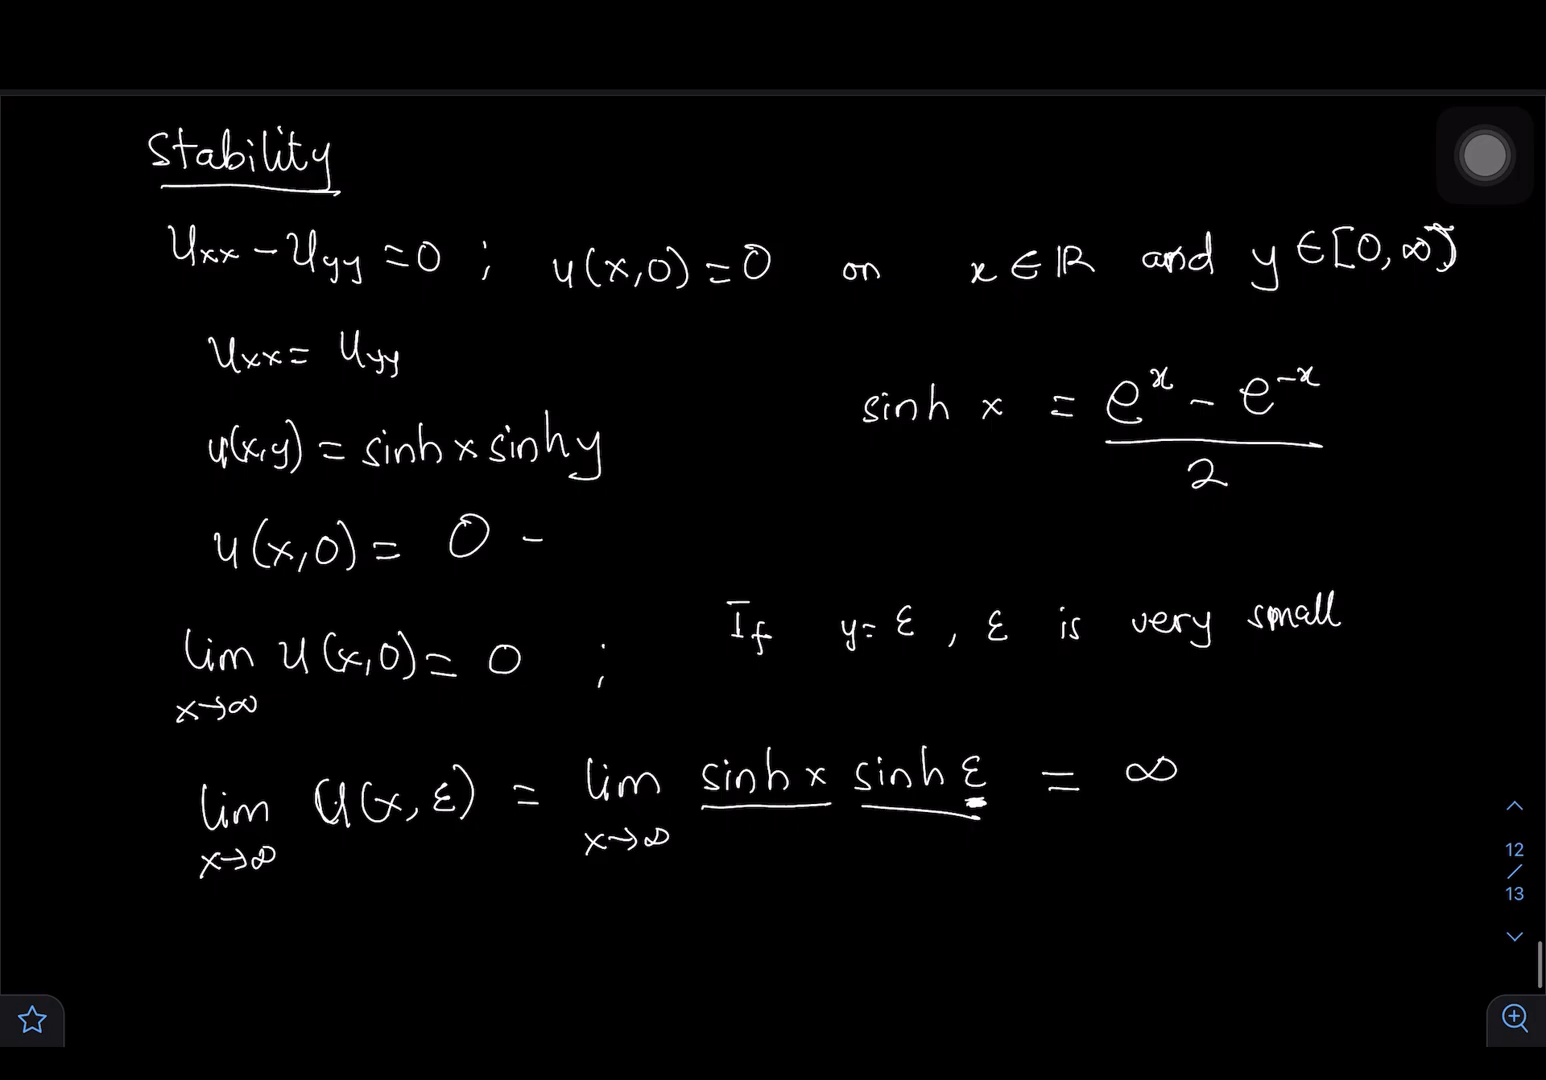 Stability
Uxx - Uyy = 0 ; u(x,0) = 0 on x ∈ ℝ and y ∈ [0, ∞)
Uxx = Uyy
u(x,y) = sinh x sinh y
sinh x = (e^x - e^-x) / 2
u(x,0) = 0 -
lim x→∞ u(x,0) = 0 ; If y = ε , ε is very small
lim x→∞ U(x, ε) = lim x→∞ sinh x sinh ε = ∞
12
/
13